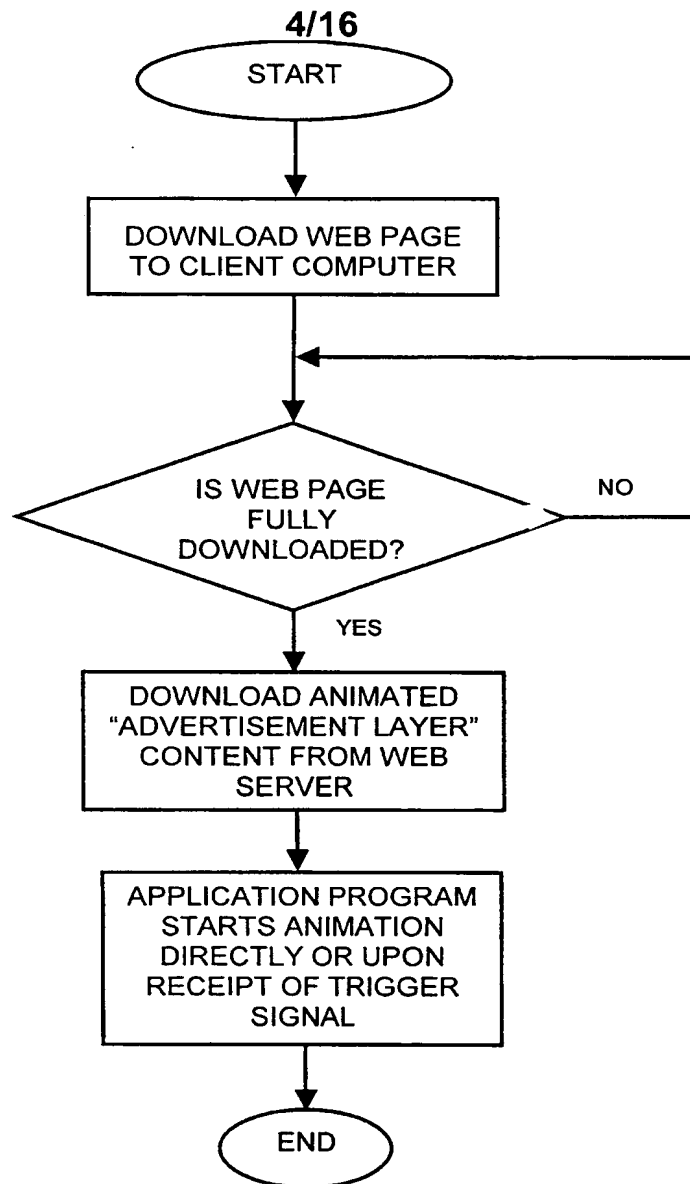 4/16
START
DOWNLOAD WEB PAGE
TO CLIENT COMPUTER
IS WEB PAGE
FULLY
DOWNLOADED?
NO
YES
DOWNLOAD ANIMATED
“ADVERTISEMENT LAYER”
CONTENT FROM WEB
SERVER
APPLICATION PROGRAM
STARTS ANIMATION
DIRECTLY OR UPON
RECEIPT OF TRIGGER
SIGNAL
END